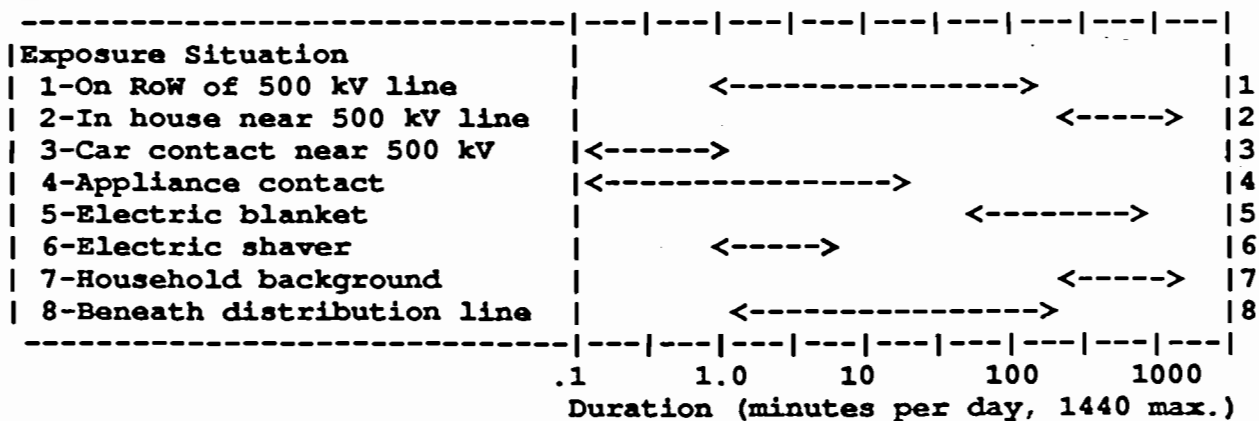 ------------------------------|---|---|---|---|---|---|---|---|---|
|Exposure Situation | |
| 1-On RoW of 500 kV line | <----------------> |1
| 2-In house near 500 kV line | <-----> |2
| 3-Car contact near 500 kV |<------> |3
| 4-Appliance contact |<----------------> |4
| 5-Electric blanket | <--------> |5
| 6-Electric shaver | <-----> |6
| 7-Household background | <-----> |7
| 8-Beneath distribution line | <----------------> |8
------------------------------|---|---|---|---|---|---|---|---|---|
.1 1.0 10 100 1000
Duration (minutes per day, 1440 max.)